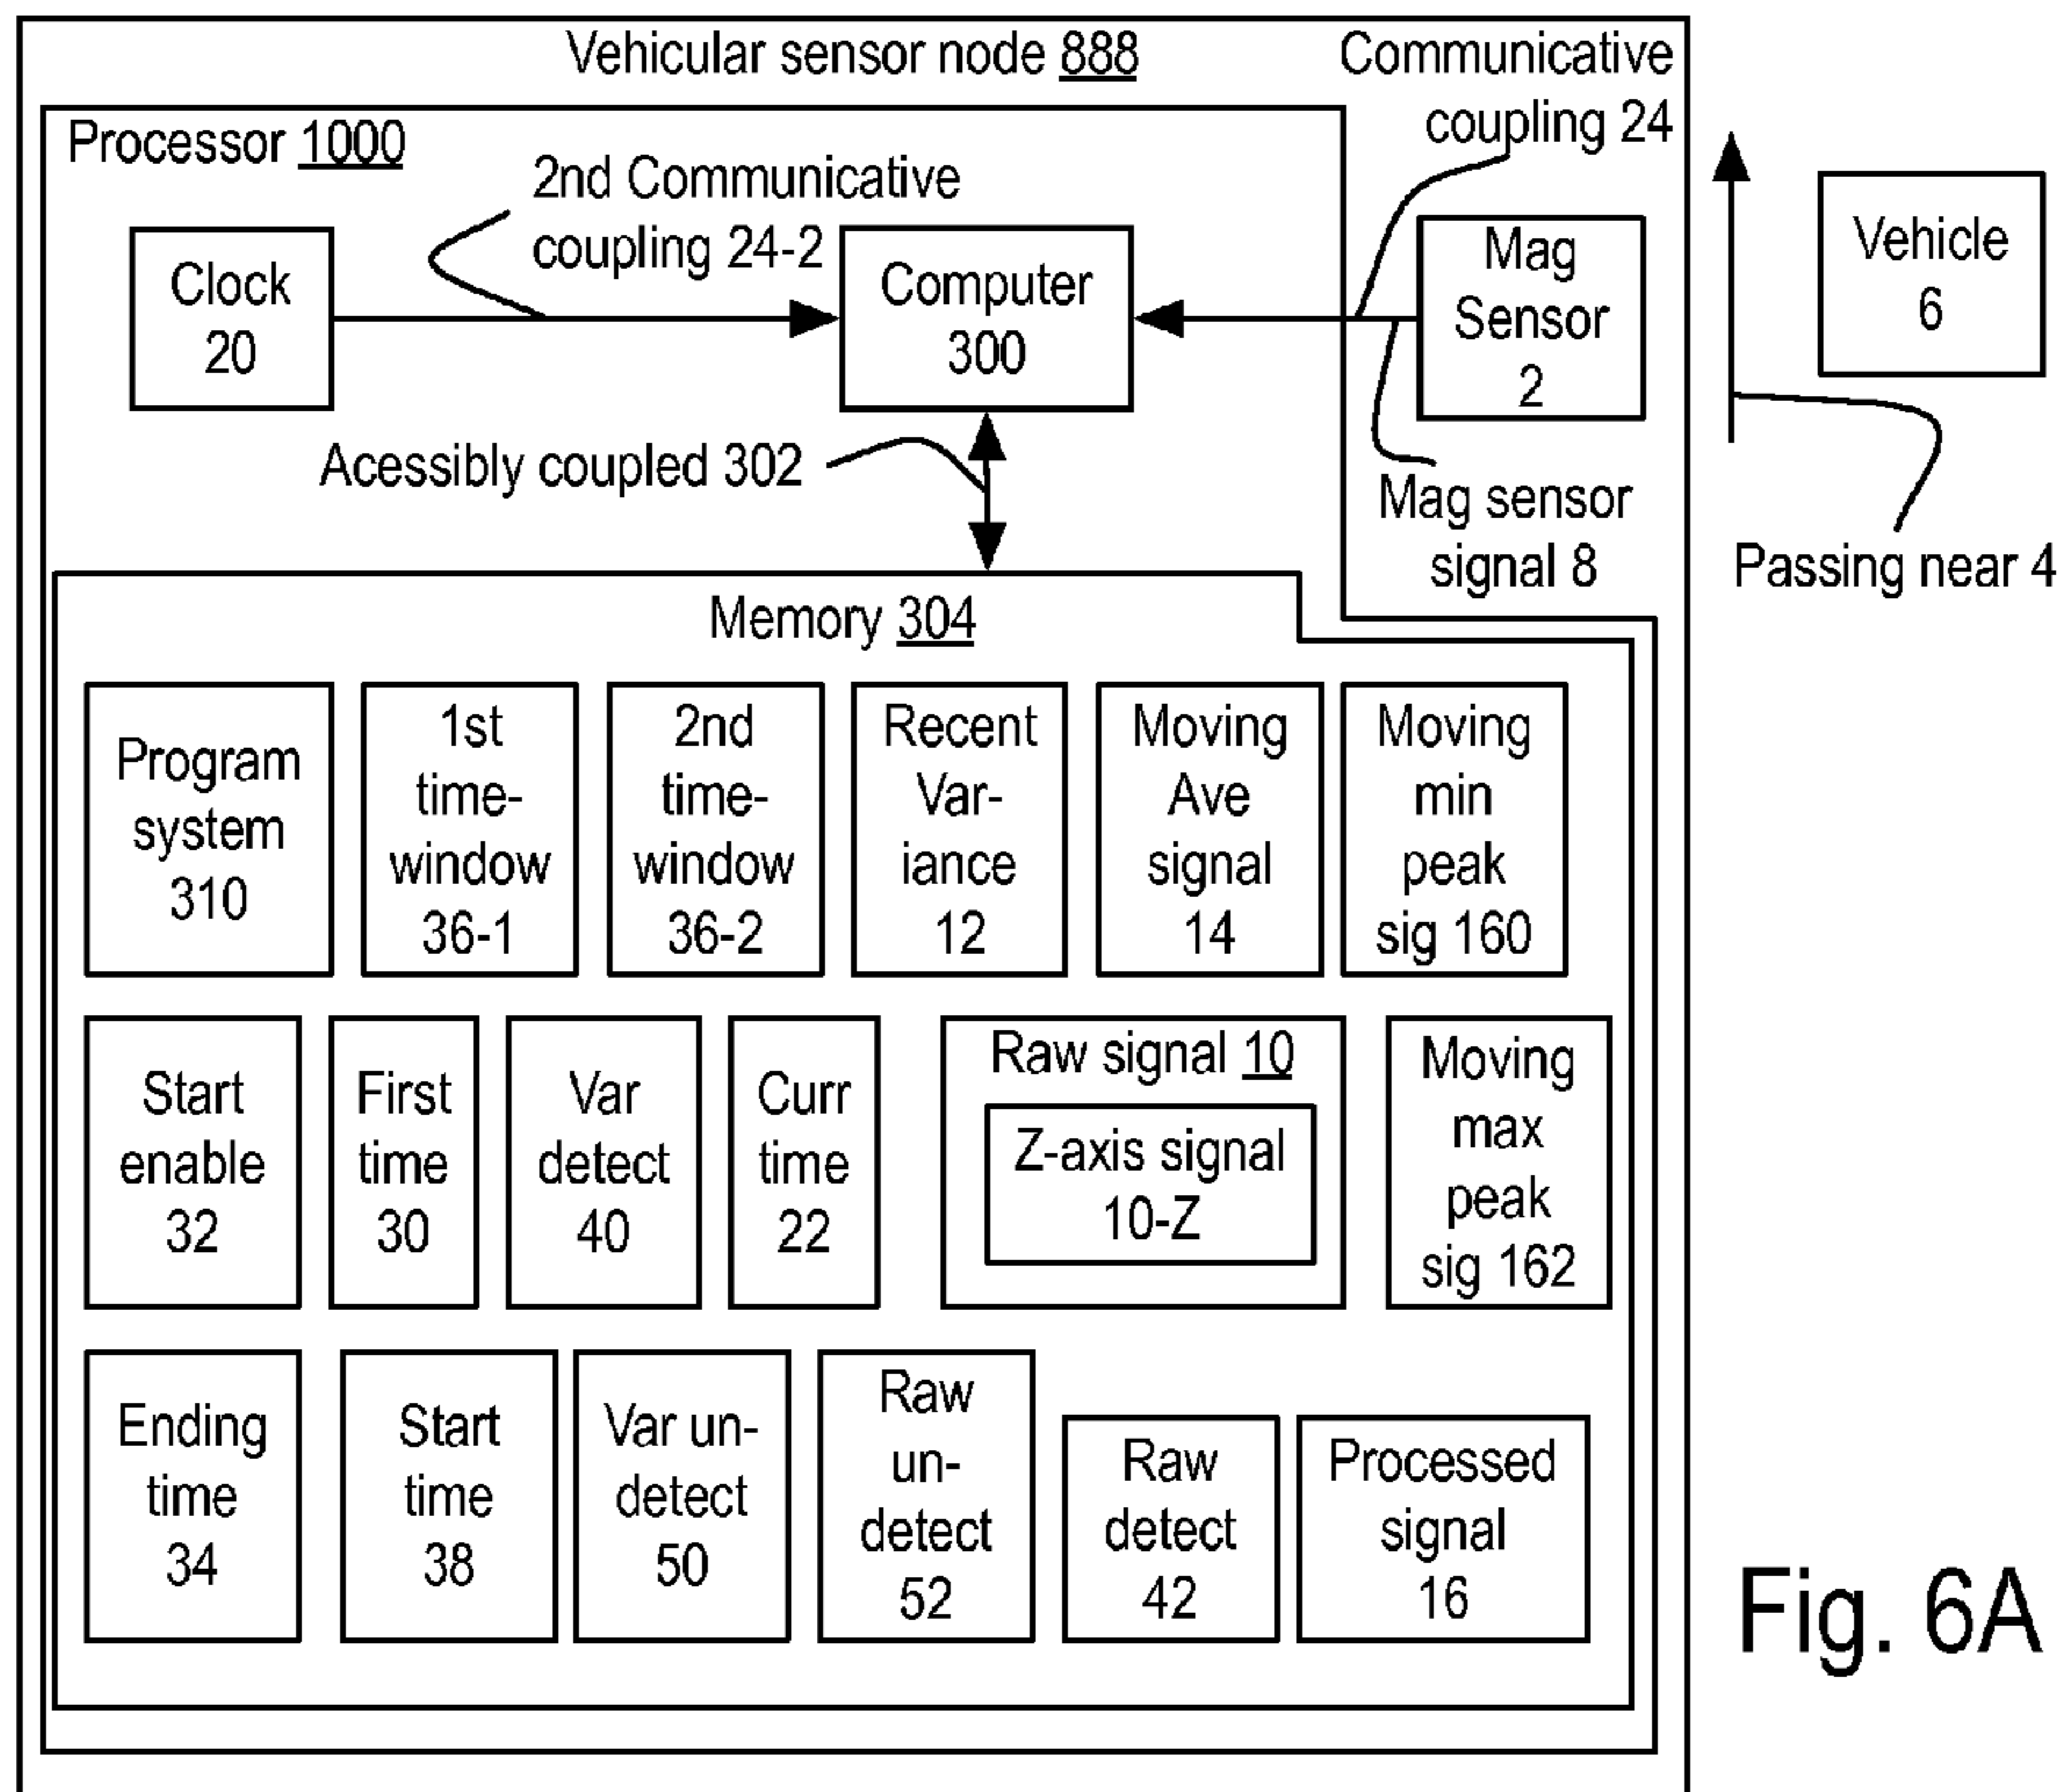 Vehicular sensor node 888
Communicative
coupling 24
Processor 1000
2nd Communicative
coupling 24-2
Clock
20
Computer
300
Mag
Sensor
2
Vehicle
6
Acessibly coupled 302
Mag sensor
signal 8
Passing near 4
Memory 304
Program
system
310
1st
time-
window
36-1
2nd
time-
window
36-2
Recent
Var-
iance
12
Moving
Ave
signal
14
Moving
min
peak
sig 160
Start
enable
32
First
time
30
Var
detect
40
Curr
time
22
Raw signal 10
Z-axis signal
10-Z
Moving
max
peak
sig 162
Ending
time
34
Start
time
38
Var un-
detect
50
Raw
un-
detect
52
Raw
detect
42
Processed
signal
16
Fig. 6A